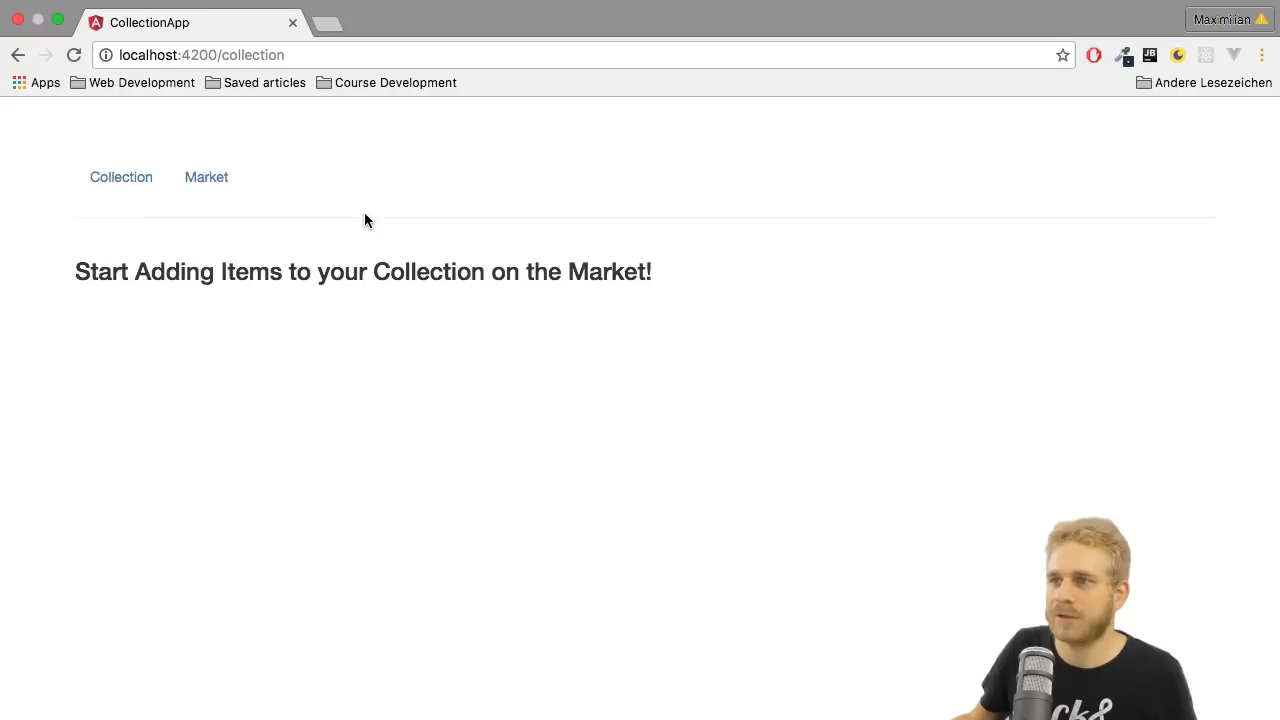 CollectionApp
Maximilian
localhost:4200/collection
JB
Apps Web Development Saved articles Course Development Andere Lesezeichen
Collection Market
Start Adding Items to your Collection on the Market!